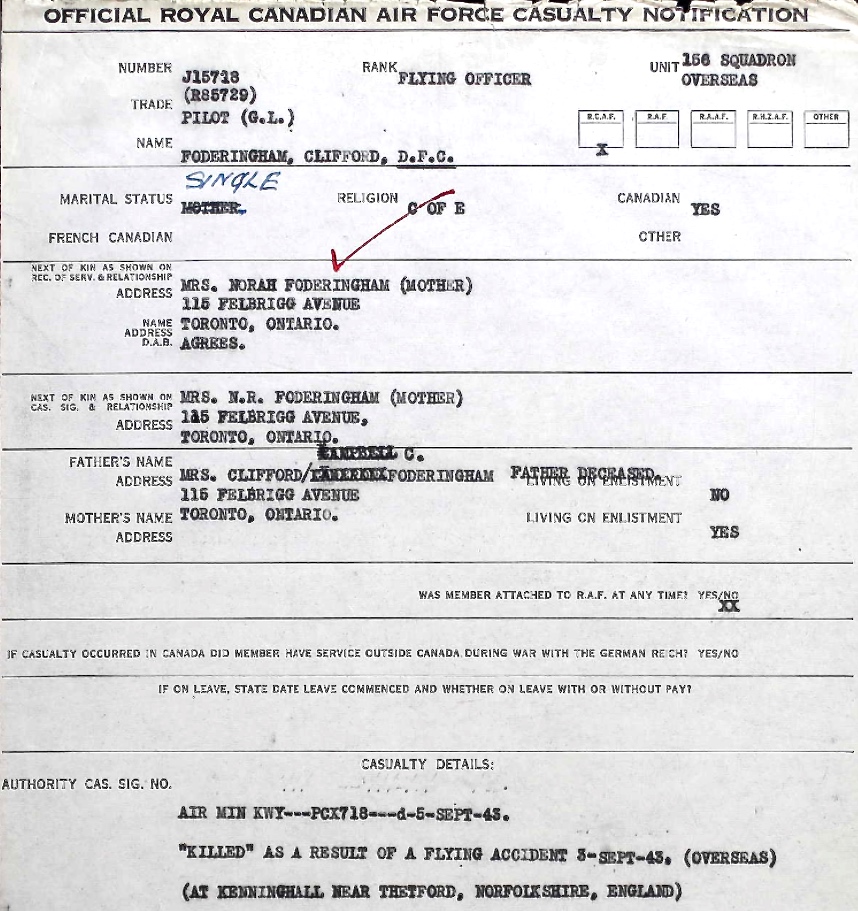 OFFICIAL ROYAL CANADIAN AIR FORCE CASUALTY NOTIFICATION
NUMBER J15718 RANK FLYING OFFICER UNIT 156 SQUADRON
(R85729) OVERSEAS
TRADE PILOT (G.L.)
R.C.A.F. R.A.F. R.A.A.F. R.N.Z.A.F. OTHER
X
NAME FODERINGHAM, CLIFFORD, D.F.C.
SINGLE
MARITAL STATUS MOTHER. RELIGION C OF E CANADIAN YES
FRENCH CANADIAN OTHER
NEXT OF KIN AS SHOWN ON
REC. OF SERV. & RELATIONSHIP MRS. NORAH FODERINGHAM (MOTHER)
ADDRESS 115 FELBRIGG AVENUE
NAME TORONTO, ONTARIO.
ADDRESS
D.A.B. AGREES.
NEXT OF KIN AS SHOWN ON MRS. N.R. FODERINGHAM (MOTHER)
CAS. SIG. & RELATIONSHIP
ADDRESS 115 FELBRIGG AVENUE,
TORONTO, ONTARIO.
C.
FATHER'S NAME
ADDRESS MRS. CLIFFORD/ FODERINGHAM FATHER DECEASED.
LIVING ON ENLISTMENT
115 FELBRIGG AVENUE NO
MOTHER'S NAME TORONTO, ONTARIO. LIVING ON ENLISTMENT
ADDRESS YES
WAS MEMBER ATTACHED TO R.A.F. AT ANY TIME? YES/NO
XX
IF CASUALTY OCCURRED IN CANADA DID MEMBER HAVE SERVICE OUTSIDE CANADA DURING WAR WITH THE GERMAN REICH? YES/NO
IF ON LEAVE, STATE DATE LEAVE COMMENCED AND WHETHER ON LEAVE WITH OR WITHOUT PAY?
CASUALTY DETAILS:
AUTHORITY CAS. SIG. NO.
AIR MIN KWY---PCX718---d-5-SEPT-43.
"KILLED" AS A RESULT OF A FLYING ACCIDENT 3-SEPT-43. (OVERSEAS)
(AT KENNINGHALL NEAR THETFORD, NORFOLKSHIRE, ENGLAND)